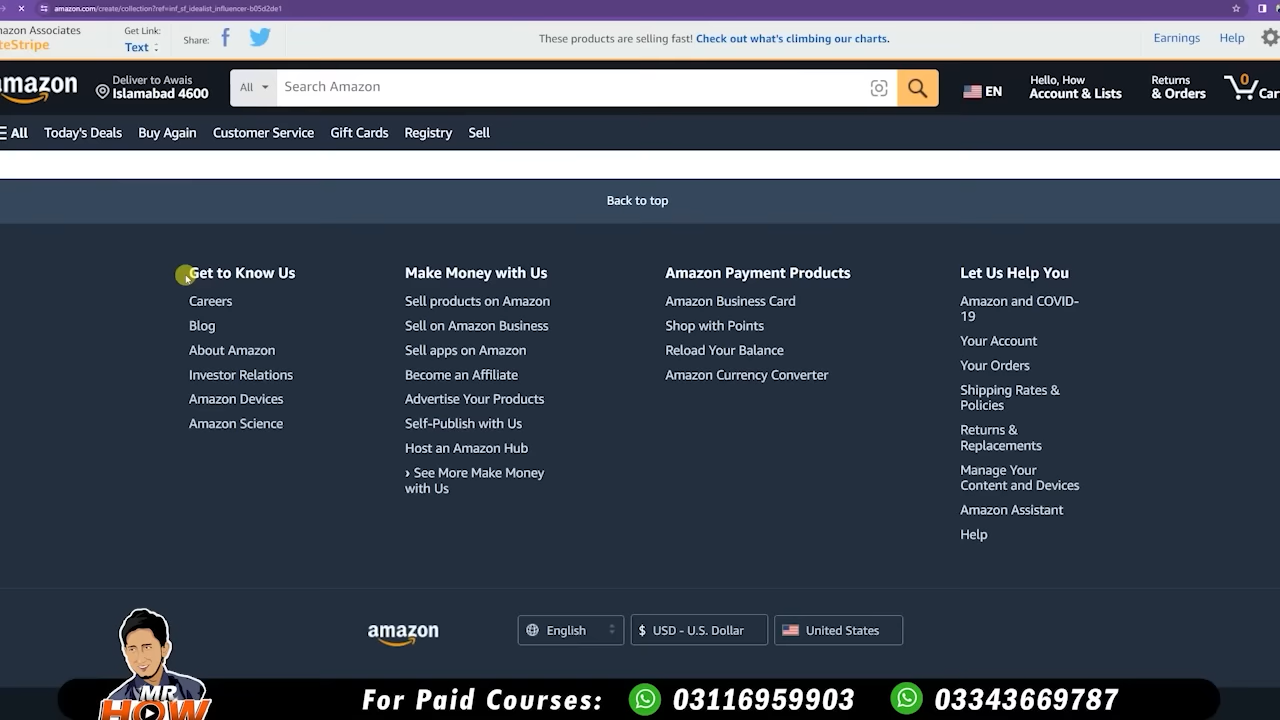 amazon.com/create/collection?ref=inf_sf_idealist_influencer-b05d2de1
mazon Associates
teStripe
Get Link:
Text
Share:
These products are selling fast! Check out what's climbing our charts.
Earnings
Help
amazon
Deliver to Awais
Islamabad 4600
All
Search Amazon
EN
Hello, How
Account & Lists
Returns
& Orders
0
Car
All
Today's Deals
Buy Again
Customer Service
Gift Cards
Registry
Sell
Back to top
Get to Know Us
Careers
Blog
About Amazon
Investor Relations
Amazon Devices
Amazon Science
Make Money with Us
Sell products on Amazon
Sell on Amazon Business
Sell apps on Amazon
Become an Affiliate
Advertise Your Products
Self-Publish with Us
Host an Amazon Hub
› See More Make Money
with Us
Amazon Payment Products
Amazon Business Card
Shop with Points
Reload Your Balance
Amazon Currency Converter
Let Us Help You
Amazon and COVID-
19
Your Account
Your Orders
Shipping Rates &
Policies
Returns &
Replacements
Manage Your
Content and Devices
Amazon Assistant
Help
amazon
English
$ USD - U.S. Dollar
United States
MR
HOW
For Paid Courses: 03116959903 03343669787